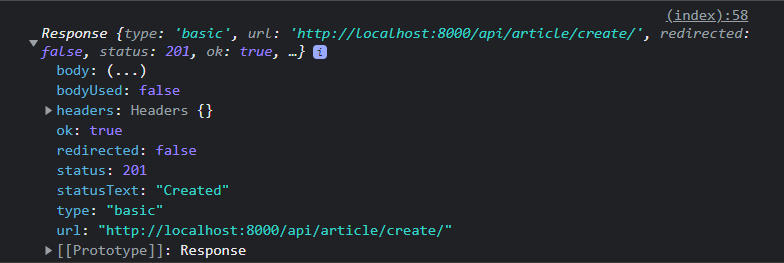 (index):58
Response {type: 'basic', url: 'http://localhost:8000/api/article/create/', redirected:
false, status: 201, ok: true, …} i
body: (...)
bodyUsed: false
headers: Headers {}
ok: true
redirected: false
status: 201
statusText: "Created"
type: "basic"
url: "http://localhost:8000/api/article/create/"
[[Prototype]]: Response